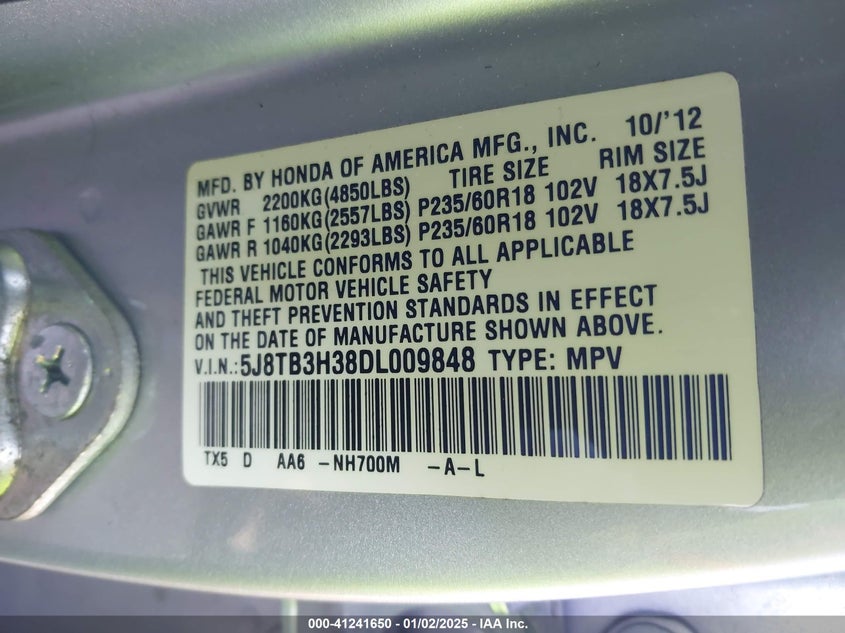 MFD. BY HONDA OF AMERICA MFG., INC. 10/'12
GVWR 2200KG(4850LBS) TIRE SIZE RIM SIZE
GAWR F 1160KG(2557LBS) P235/60R18 102V 18X7.5J
GAWR R 1040KG(2293LBS) P235/60R18 102V 18X7.5J
THIS VEHICLE CONFORMS TO ALL APPLICABLE
FEDERAL MOTOR VEHICLE SAFETY
AND THEFT PREVENTION STANDARDS IN EFFECT
ON THE DATE OF MANUFACTURE SHOWN ABOVE.
V.I.N.:5J8TB3H38DL009848 TYPE: MPV
TX5 D AA6 -NH700M -A-L
000-41241650 - 01/02/2025 - IAA Inc.